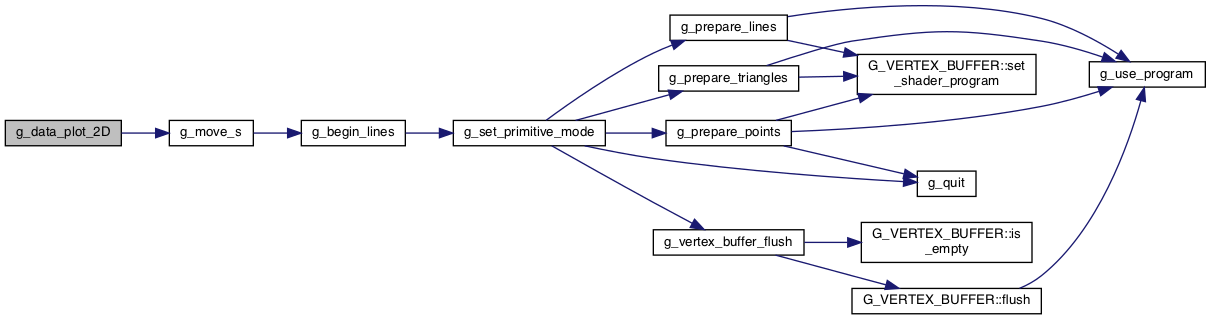 g_data_plot_2D
g_move_s
g_begin_lines
g_set_primitive_mode
g_prepare_lines
g_prepare_triangles
g_prepare_points
g_vertex_buffer_flush
G_VERTEX_BUFFER::set
_shader_program
g_quit
G_VERTEX_BUFFER::is
_empty
G_VERTEX_BUFFER::flush
g_use_program